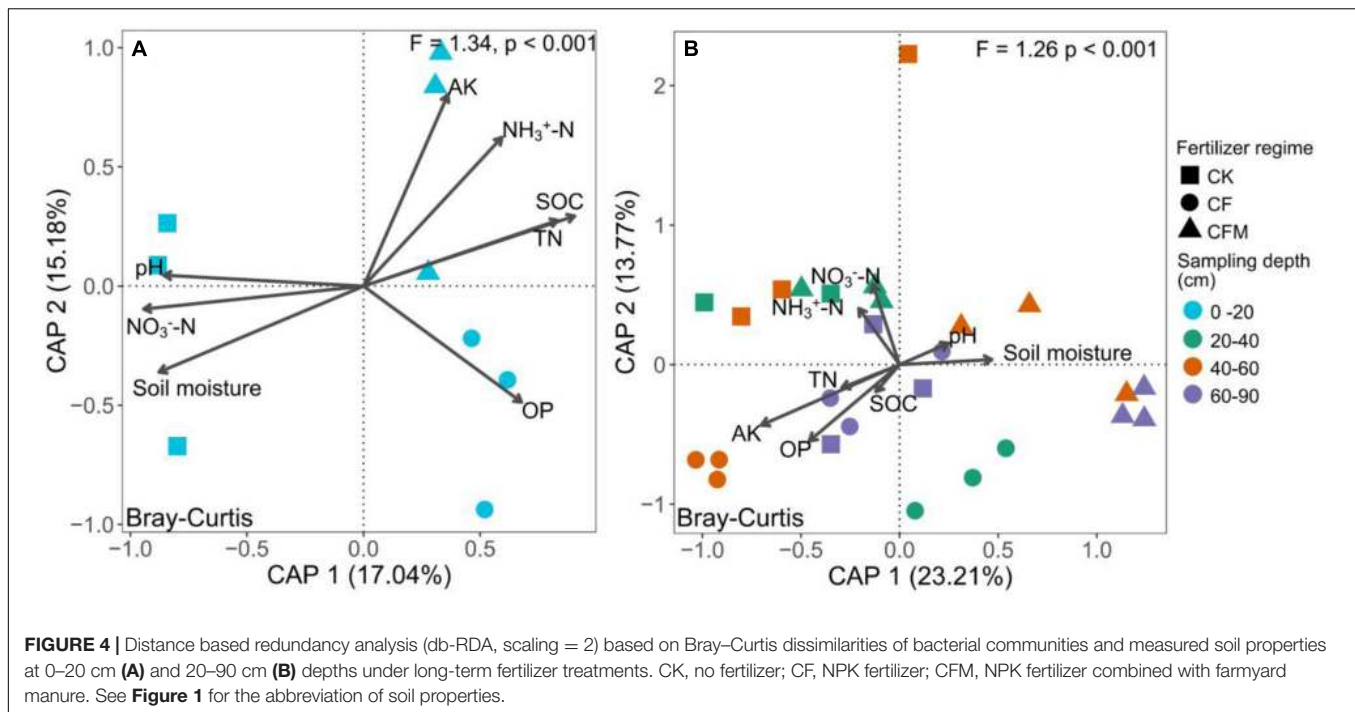 A
F = 1.34, p < 0.001
AK
NH₃⁺-N
SOC
TN
pH
NO₃⁻-N
Soil moisture
OP
Bray-Curtis
1.0
0.5
0.0
−0.5
−1.0
−1.0
−0.5
0.0
0.5
CAP 1 (17.04%)
CAP 2 (15.18%)
B
F = 1.26 p < 0.001
NO₃⁻-N
NH₃⁺-N
pH
Soil moisture
TN
SOC
AK
OP
Bray-Curtis
2
1
0
−1
−1.0
−0.5
0.0
0.5
1.0
CAP 1 (23.21%)
CAP 2 (13.77%)
Fertilizer regime
CK
CF
CFM
Sampling depth
(cm)
0 -20
20-40
40-60
60-90
FIGURE 4 | Distance based redundancy analysis (db-RDA, scaling = 2) based on Bray–Curtis dissimilarities of bacterial communities and measured soil properties
at 0–20 cm (A) and 20–90 cm (B) depths under long-term fertilizer treatments. CK, no fertilizer; CF, NPK fertilizer; CFM, NPK fertilizer combined with farmyard
manure. See Figure 1 for the abbreviation of soil properties.